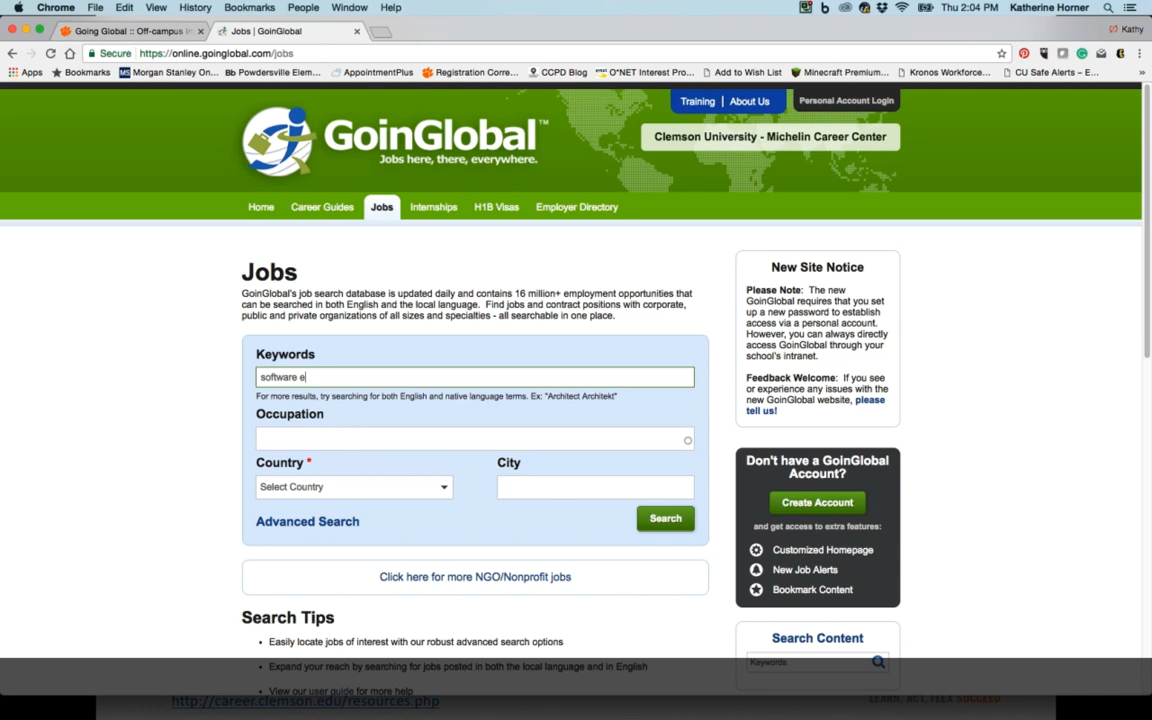 Chrome File Edit View History Bookmarks People Window Help Thu 2:04 PM Katherine Horner
Going Global :: Off-campus In Jobs | GoinGlobal Kathy
Secure https://online.goinglobal.com/jobs
Apps Bookmarks MS Morgan Stanley On... Bb Powdersville Elem... AppointmentPlus Registration Corre... CCPD Blog O*NET Interest Pro... Add to Wish List Minecraft Premium... Kronos Workforce... CU Safe Alerts – E... »
Training | About Us Personal Account Login
GoinGlobal™
Jobs here, there, everywhere.
Clemson University - Michelin Career Center
Home Career Guides Jobs Internships H1B Visas Employer Directory
Jobs
GoinGlobal's job search database is updated daily and contains 16 million+ employment opportunities that
can be searched in both English and the local language. Find jobs and contract positions with corporate,
public and private organizations of all sizes and specialties - all searchable in one place.
Keywords
software e
For more results, try searching for both English and native language terms. Ex: "Architect Architekt"
Occupation
Country * City
Select Country
Advanced Search Search
Click here for more NGO/Nonprofit jobs
Search Tips
• Easily locate jobs of interest with our robust advanced search options
• Expand your reach by searching for jobs posted in both the local language and in English
• View our user guide for more help
New Site Notice
Please Note: The new
GoinGlobal requires that you set
up a new password to establish
access via a personal account.
However, you can always directly
access GoinGlobal through your
school's intranet.
Feedback Welcome: If you see
or experience any issues with the
new GoinGlobal website, please
tell us!
Don't have a GoinGlobal
Account?
Create Account
and get access to extra features:
Customized Homepage
New Job Alerts
Bookmark Content
Search Content
Keywords
http://career.clemson.edu/resources.php
LEARN, ACT, FLEX SUCCEED